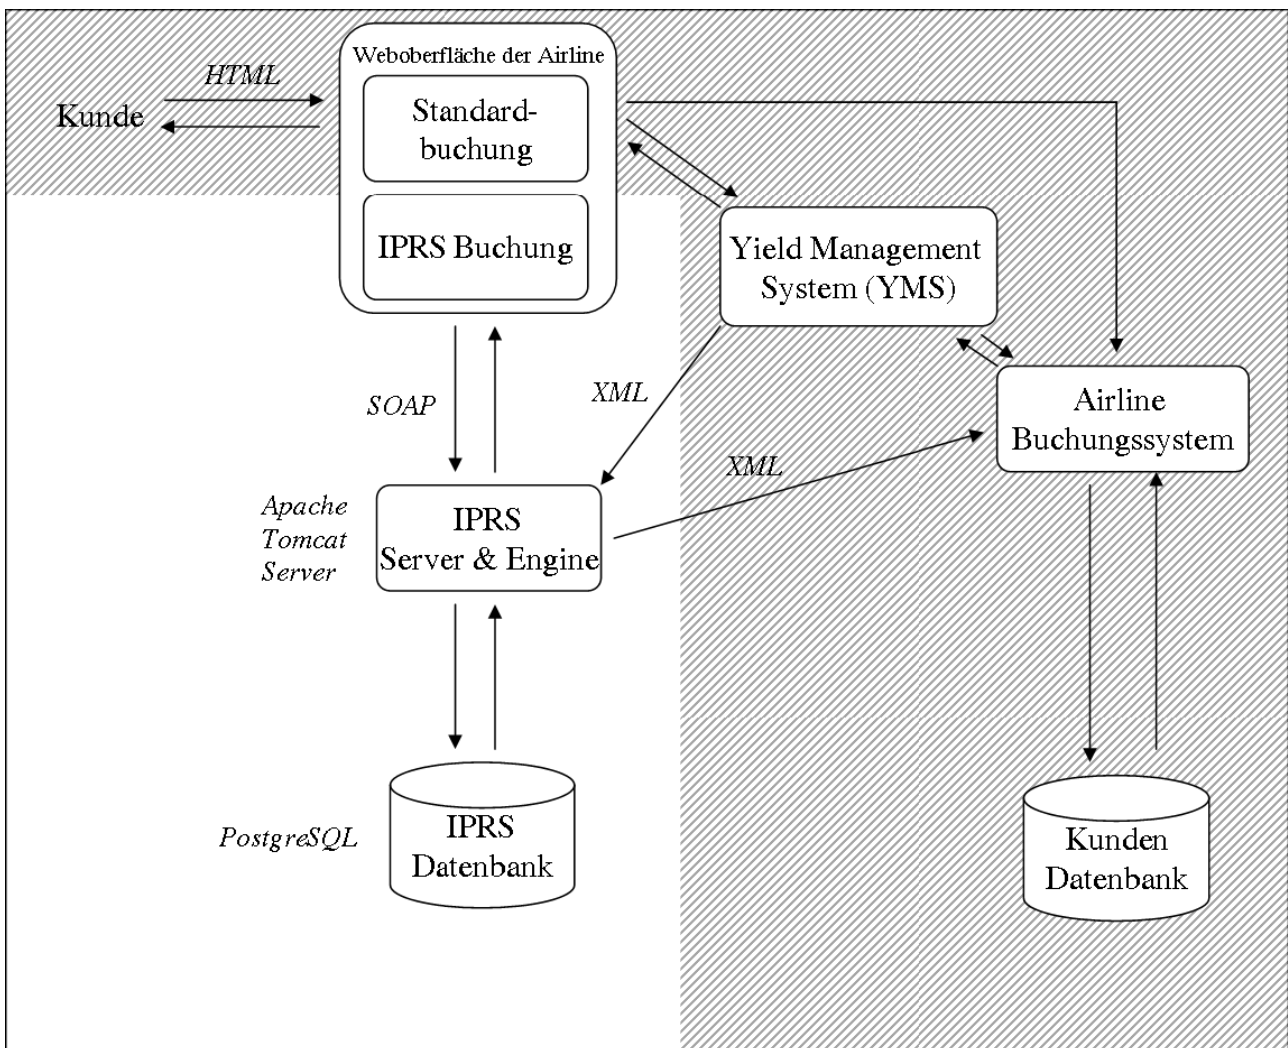 Weboberfläche der Airline
HTML
Kunde
Standard-
buchung
IPRS Buchung
Yield Management
System (YMS)
SOAP
XML
Airline
Buchungssystem
XML
Apache
Tomcat
Server
IPRS
Server & Engine
PostgreSQL
IPRS
Datenbank
Kunden
Datenbank